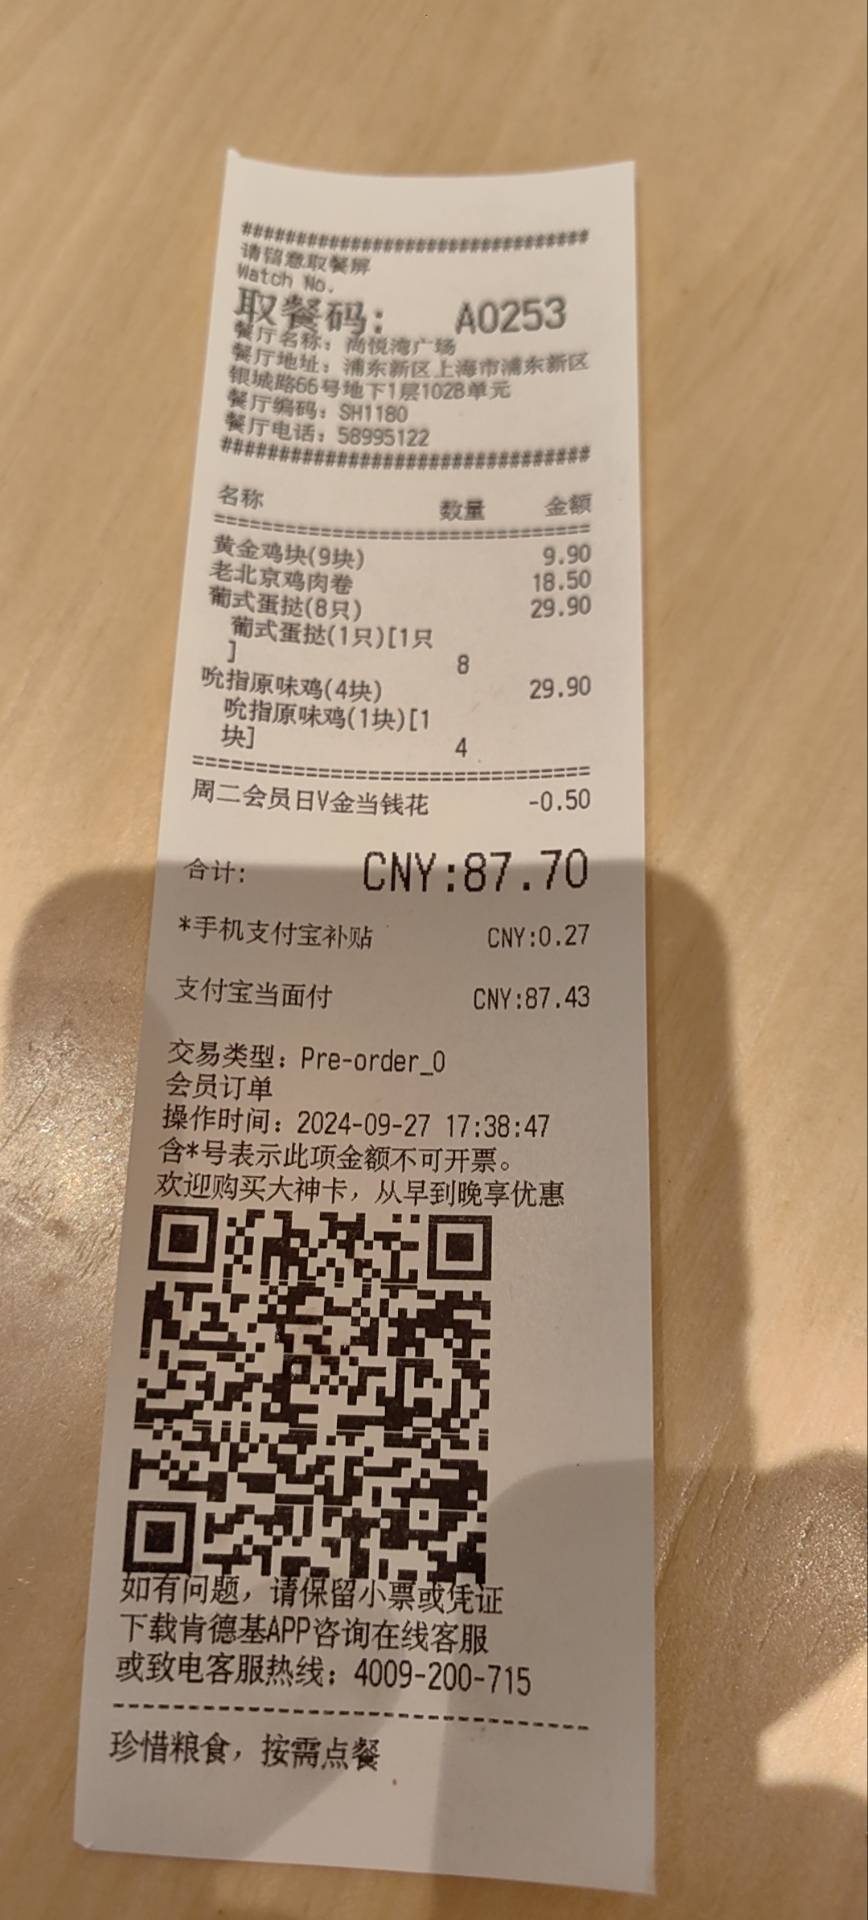 ################################
请留意取餐屏
Watch No.
取餐码： A0253
餐厅名称：尚悦湾广场
餐厅地址：浦东新区上海市浦东新区
银城路66号地下1层102B单元
餐厅编码：SH1180
餐厅电话：58995122
################################
名称 数量 金额
================================
黄金鸡块(9块) 9.90
老北京鸡肉卷 18.50
葡式蛋挞(8只) 29.90
葡式蛋挞(1只)[1只
] 8
吮指原味鸡(4块) 29.90
吮指原味鸡(1块)[1
块] 4
================================
周二会员日V金当钱花 -0.50
合计: CNY:87.70
*手机支付宝补贴 CNY:0.27
支付宝当面付 CNY:87.43
交易类型：Pre-order_0
会员订单
操作时间：2024-09-27 17:38:47
含*号表示此项金额不可开票。
欢迎购买大神卡，从早到晚享优惠
如有问题，请保留小票或凭证
下载肯德基APP咨询在线客服
或致电客服热线：4009-200-715
--------------------------------
珍惜粮食，按需点餐